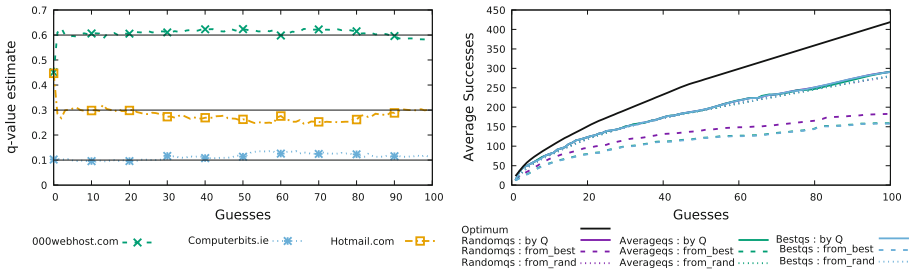 0.7
0.6
0.5
0.4
0.3
0.2
0.1
0
q-value estimate
0 10 20 30 40 50 60 70 80 90 100
Guesses
000webhost.com
Computerbits.ie
Hotmail.com
450
400
350
300
250
200
150
100
50
0
Average Successes
0 20 40 60 80 100
Guesses
Optimum
Randomqs : by Q
Randomqs : from_best
Randomqs : from_rand
Averageqs : by Q
Averageqs : from_best
Averageqs : from_rand
Bestqs : by Q
Bestqs : from_best
Bestqs : from_rand